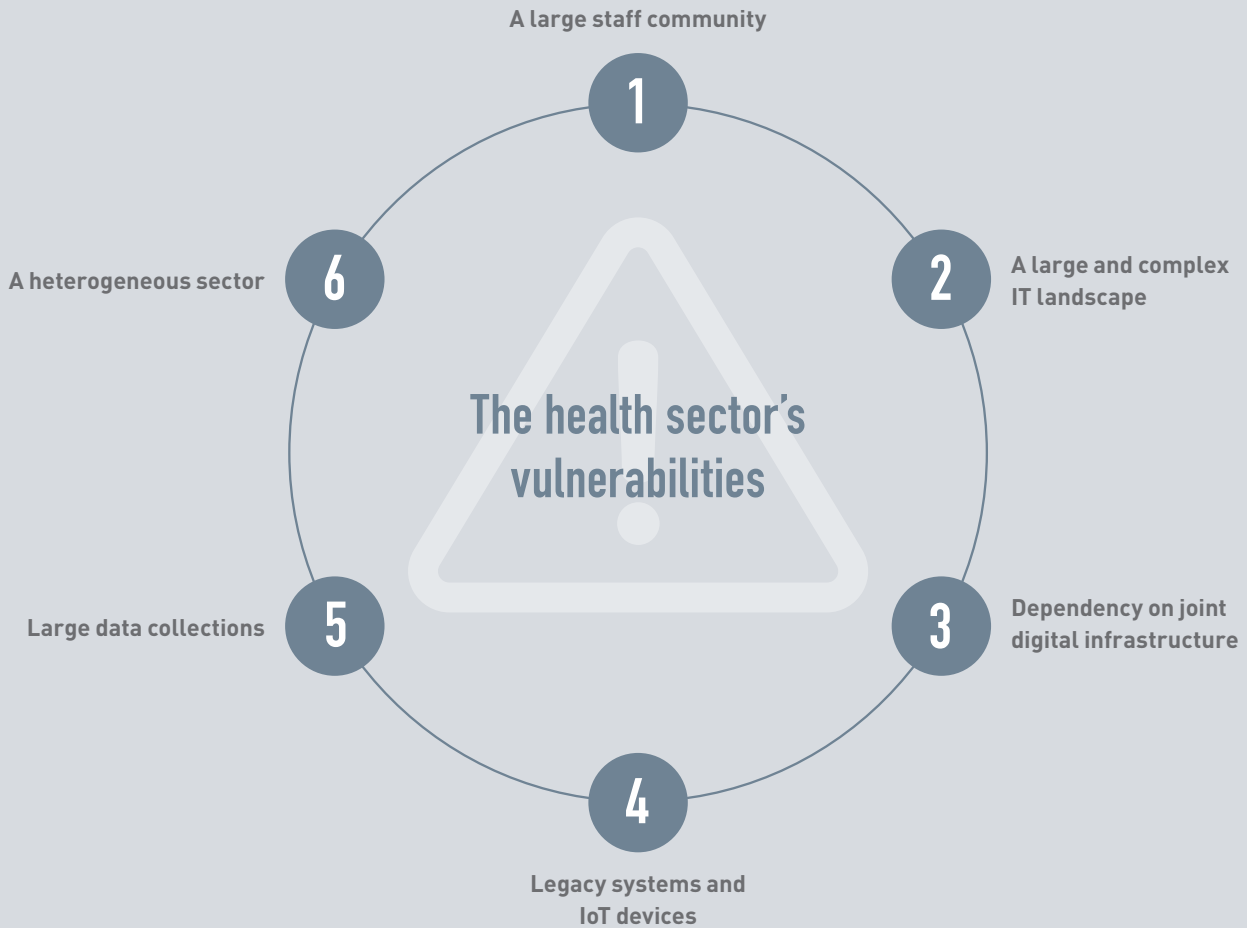 A large staff community
1
6
A heterogeneous sector
2
A large and complex
IT landscape
The health sector’s
vulnerabilities
5
Large data collections
3
Dependency on joint
digital infrastructure
4
Legacy systems and
IoT devices